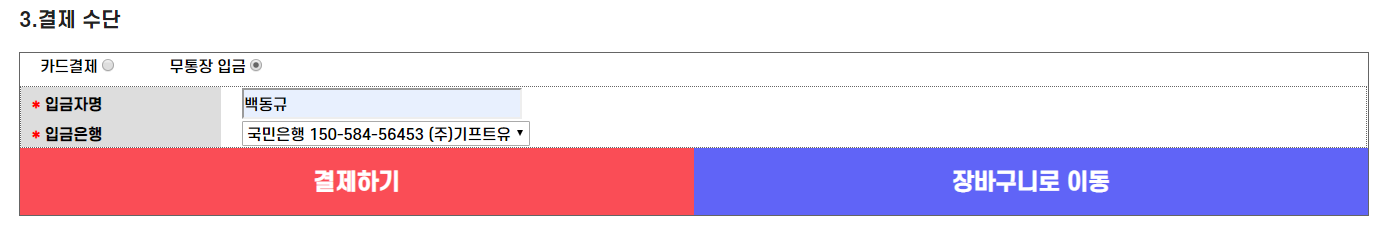 3.결제 수단
카드결제 무통장 입금
* 입금자명 백동규
* 입금은행 국민은행 150-584-56453 (주)기프트유
결제하기 장바구니로 이동